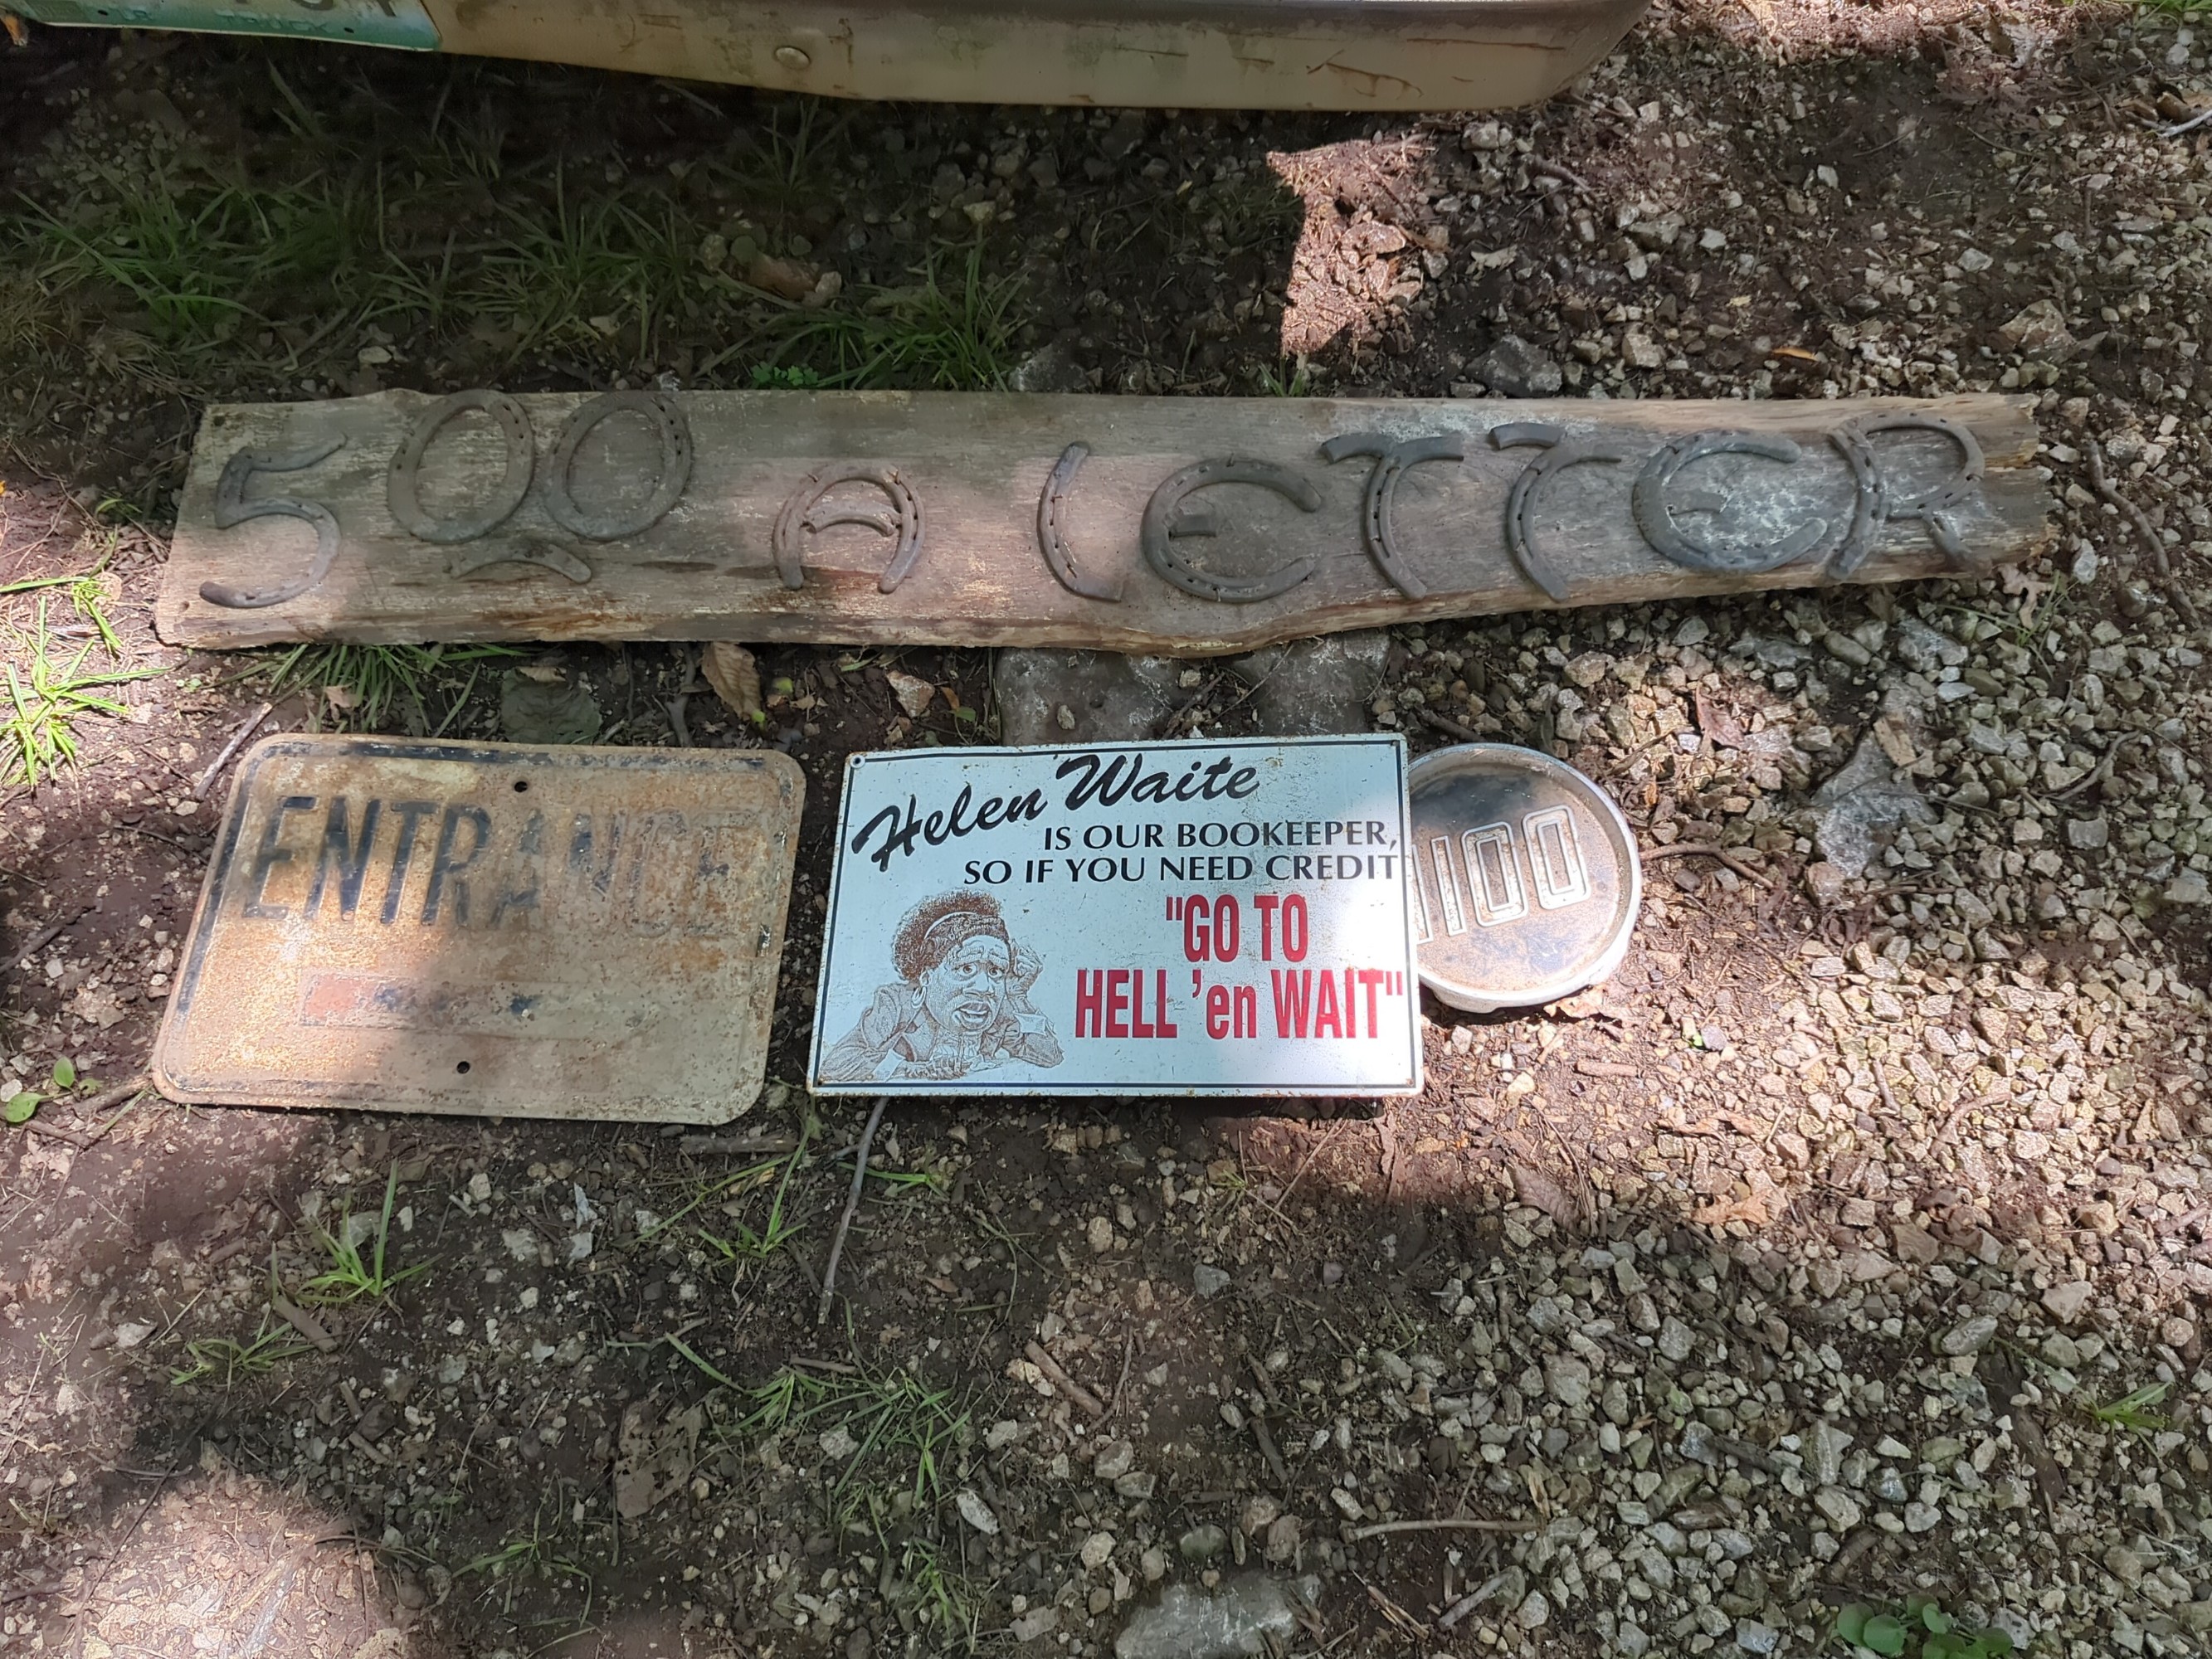 TRUCK
500 A LeTTeR
ENTRANCE
Helen Waite
IS OUR BOOKEEPER,
SO IF YOU NEED CREDIT
"GO TO
HELL 'en WAIT"
1100